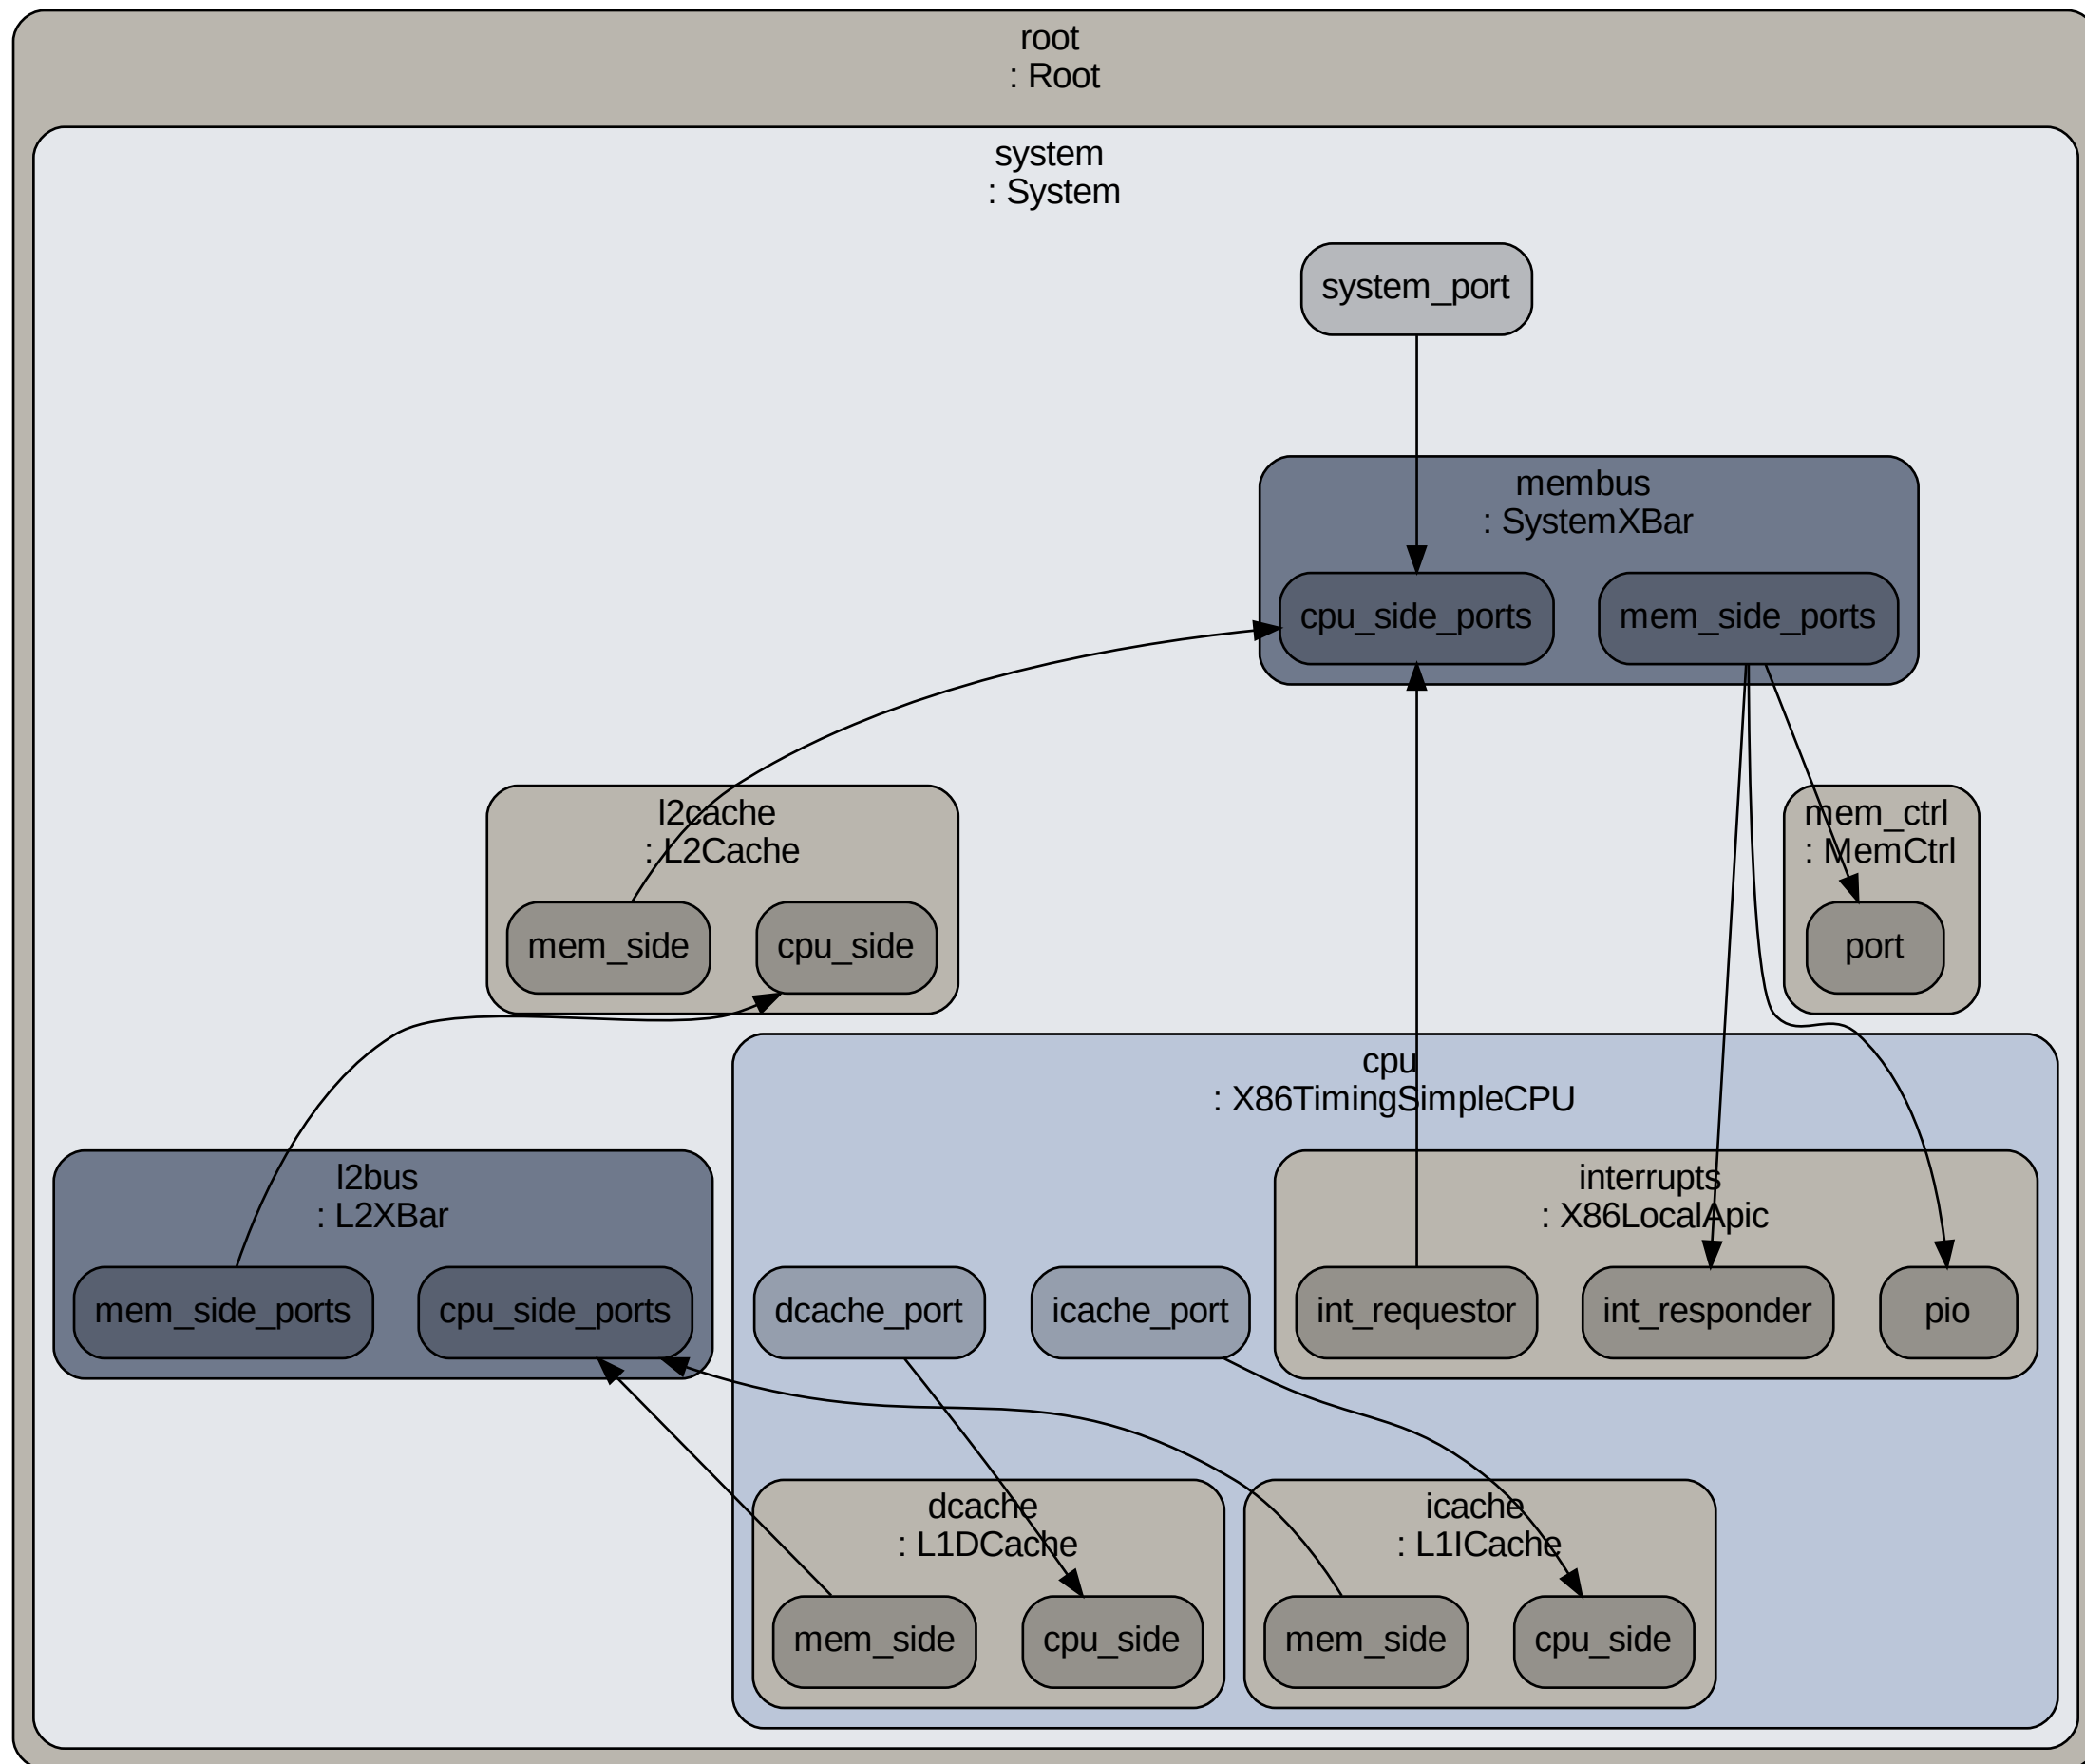 root
: Root
system
: System
system_port
membus
: SystemXBar
cpu_side_ports
mem_side_ports
l2cache
: L2Cache
mem_side
cpu_side
mem_ctrl
: MemCtrl
port
cpu
: X86TimingSimpleCPU
l2bus
: L2XBar
mem_side_ports
cpu_side_ports
dcache_port
icache_port
interrupts
: X86LocalApic
int_requestor
int_responder
pio
dcache
: L1DCache
mem_side
cpu_side
icache
: L1ICache
mem_side
cpu_side